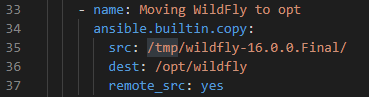 33 - name: Moving WildFly to opt
34 ansible.builtin.copy:
35 src: /tmp/wildfly-16.0.0.Final/
36 dest: /opt/wildfly
37 remote_src: yes